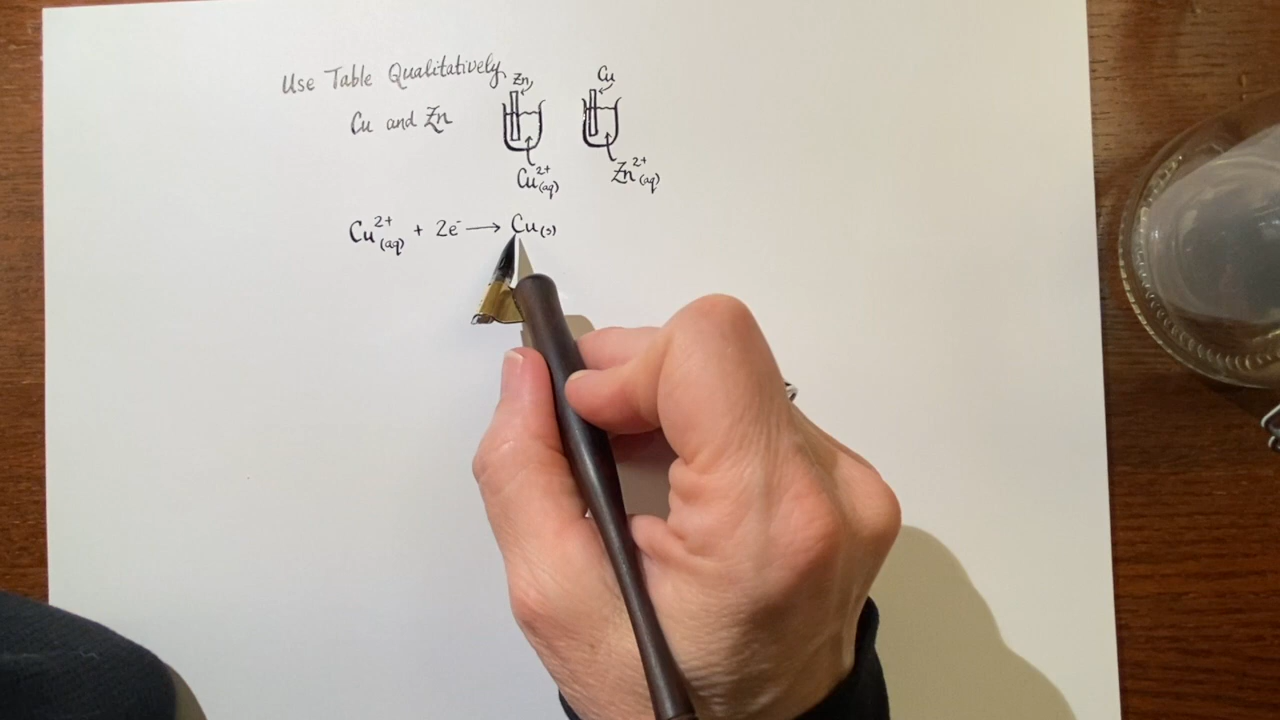 Use Table Qualitatively
Cu and Zn
Zn
Cu
Cu²⁺(aq)
Zn²⁺(aq)
Cu²⁺(aq) + 2e⁻ → Cu(s)